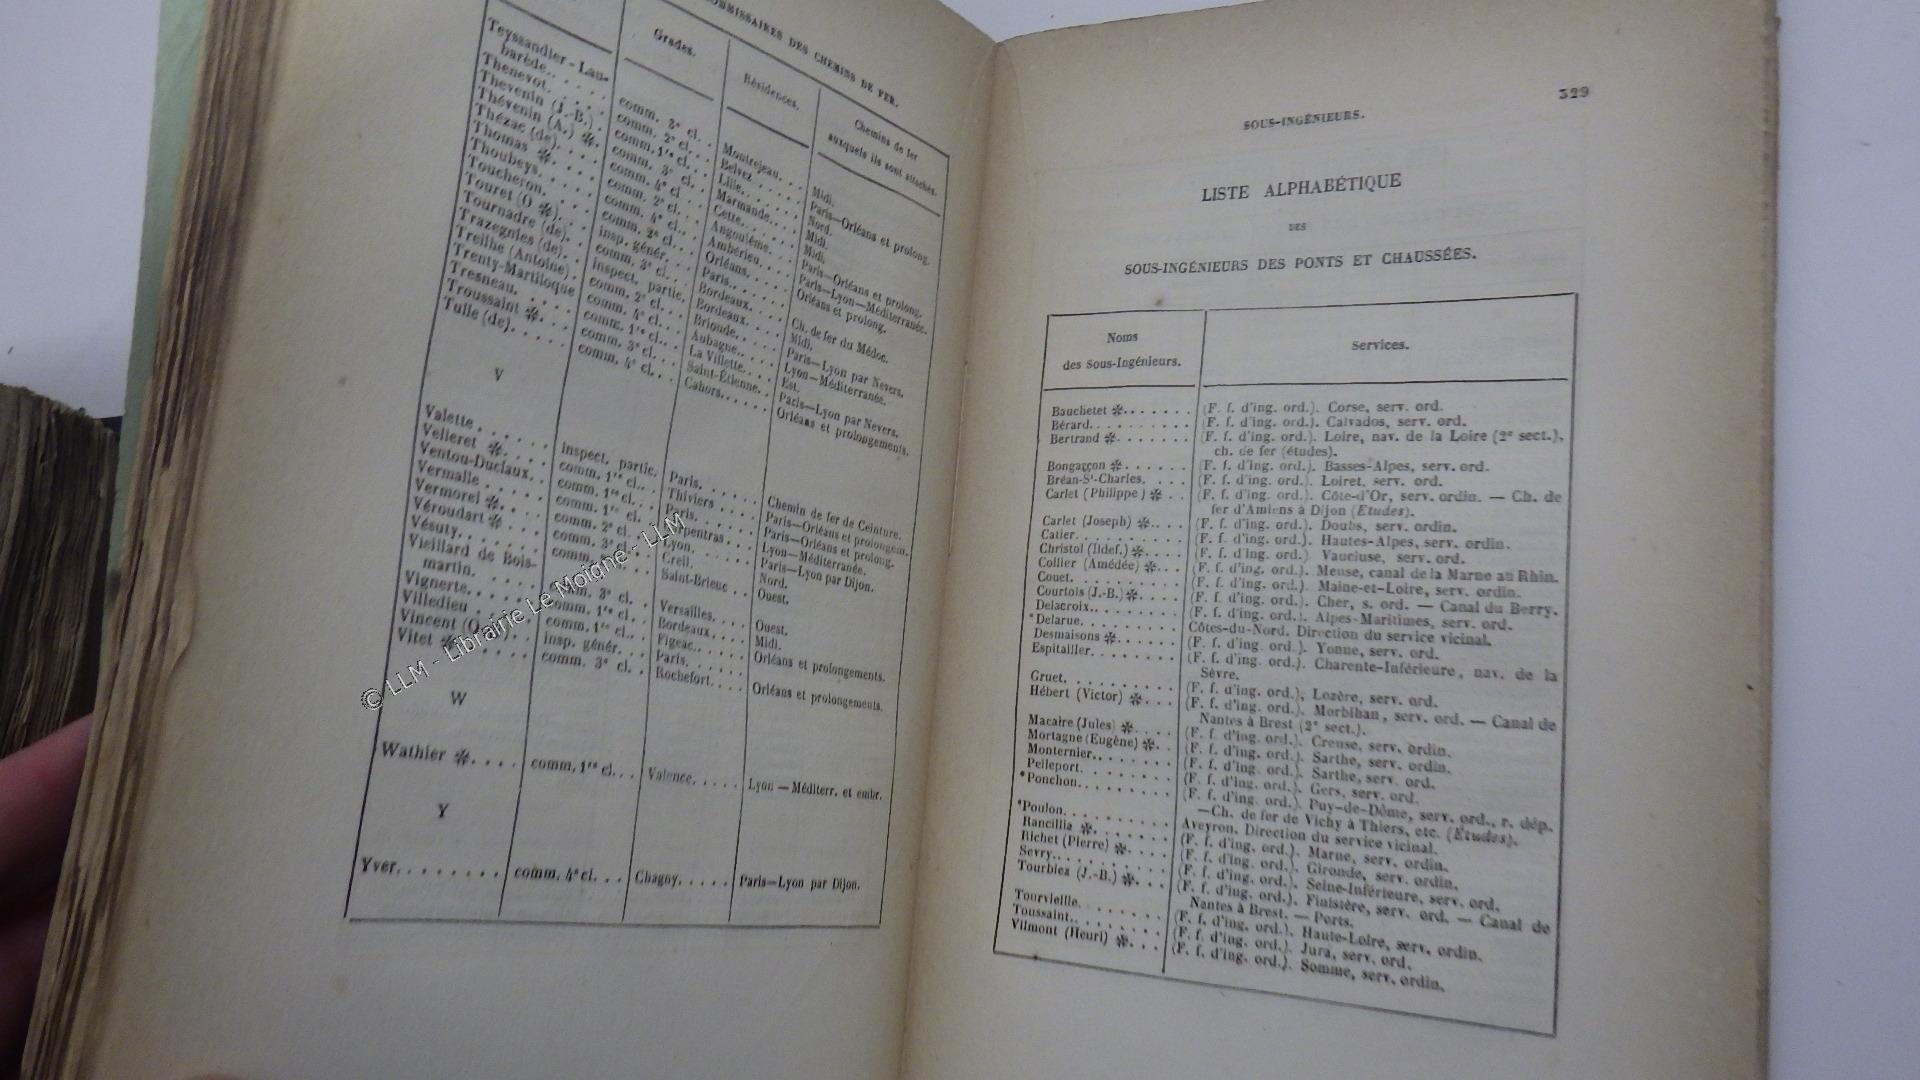 COMMISSAIRES DES CHEMINS DE FER.
Grades.
Résidences.
Chemins de fer
auxquels ils sont attachés.
Teyssandier-Lau-
barède. . . . . comm. 3e cl. . . Montrejeau. . . Midi.
Thenevot. . . . . comm. 2e cl. . . Belvez . . . . . Paris—Orléans et prolong.
Thevenin (J.-B.) . comm. 1re cl. . . Lille. . . . . . Nord.
Thévenin (A.) ✻. comm. 3e cl. . . Marmande. . . . Midi.
Thézac (de). . . . comm. 4e cl . . Cette. . . . . . Midi.
Thomas ✻. . . . comm. 2e cl. . . Angoulême. . . . Paris—Orléans et prolong.
Thoubeys. . . . . comm. 4e cl. . . Ambérieu. . . . Paris—Lyon—Méditerranée.
Toucheron. . . . comm. 2e cl. . . Orléans. . . . . Orléans et prolong.
Touret (O ✻). . . insp. génér. . . Paris. . . . . .
Tournadre (de). . comm. 3e cl. . . Bordeaux. . . . Ch. de fer du Médoc.
Trazegnies (de). . inspect. partic. Bordeaux. . . . Midi.
Treilhe (Antoine) . comm. 2e cl. . . Brioude. . . . . Paris—Lyon par Nevers.
Trenty-Martiloque comm. 4e cl. . . Aubagne. . . . . Lyon—Méditerranée.
Tresneau. . . . . comm. 1re cl. . . La Villette. . . . Est.
Troussaint ✻. . . comm. 3e cl. . . Saint-Étienne. . Paris—Lyon par Nevers.
Tulle (de). . . . . comm. 4e cl. . . Cahors. . . . . . Orléans et prolongements.
V
Valette . . . . . . inspect. partic. Paris. . . . . . Chemin de fer de Ceinture.
Velleret ✻. . . . comm. 1re cl. . . Thiviers . . . . Paris—Orléans et prolongem.
Ventou-Duclaux. . comm. 1re cl. . . Paris. . . . . . Paris—Orléans et prolong.
Vermalle . . . . . comm. 1re cl. . . Carpentras . . . Lyon—Méditerranée.
Vermorel ✻. . . . comm. 2e cl. . . Lyon. . . . . . Paris—Lyon par Dijon.
Véroudart ✻ . . . comm. 3e cl. . . Creil. . . . . . Nord.
Vésuty. . . . . . comm. Saint-Brieuc . . Ouest.
Vieillard de Bois-
martin. . . . . comm. 3e cl. . . Versailles. . . . Ouest.
Vignerte. . . . . comm. 1re cl. . . Bordeaux. . . . Midi.
Villedieu . . . . . comm. 1re cl. . . Figeac. . . . . . Orléans et prolongements.
Vincent (O ✻). . insp. génér. . . Paris. . . . . .
Vitet ✻. . . . . . comm. 3e cl. . . Rochefort. . . . Orléans et prolongements.
W
Wathier ✻. . . . comm. 1re cl. . . Valence. . . . . Lyon—Méditerr. et embr.
Y
Yver. . . . . . . . comm. 4e cl. . . Chagny. . . . . Paris—Lyon par Dijon.
© LLM - Librairie Le Moigne - LLM
SOUS-INGÉNIEURS.
329
LISTE ALPHABÉTIQUE
DES
SOUS-INGÉNIEURS DES PONTS ET CHAUSSÉES.
Noms
des Sous-Ingénieurs.
Services.
Bauchetet ✻. . . . . . . (F. f. d'ing. ord.). Corse, serv. ord.
Bérard. . . . . . . . . (F. f. d'ing. ord.). Calvados, serv. ord.
Bertrand ✻. . . . . . . (F. f. d'ing. ord.). Loire, nav. de la Loire (2e sect.),
ch. de fer (études).
Bongarçon ✻. . . . . . (F. f. d'ing. ord.). Basses-Alpes, serv. ord.
Bréan-St-Charles. . . . (F. f. d'ing. ord.). Loiret, serv. ord.
Carlet (Philippe) ✻ . . (F. f. d'ing. ord.). Côte-d'Or, serv. ordin. — Ch. de
fer d'Amiens à Dijon (Etudes).
Carlet (Joseph) ✻. . . . (F. f. d'ing. ord.). Doubs, serv. ordin.
Catier. . . . . . . . . (F. f. d'ing. ord.). Hautes-Alpes, serv. ordin.
Christol (Ildef.) ✻. . . . (F. f. d'ing. ord.) Vaucluse, serv. ord.
Collier (Amédée) ✻. . . (F. f. d'ing. ord.). Meuse, canal de la Marne au Rhin.
Couet. . . . . . . . . (F. f. d'ing. ord.). Maine-et-Loire, serv. ordin.
Courtois (J.-B.) ✻. . . . (F. f. d'ing. ord.). Cher, s. ord. — Canal du Berry.
Delacroix. . . . . . . . (F. f. d'ing. ord.). Alpes-Maritimes, serv. ord.
*Delarue. . . . . . . . Côtes-du-Nord. Direction du service vicinal.
Desmaisons ✻. . . . . . (F. f. d'ing. ord.). Yonne, serv. ord.
Espitallier. . . . . . . . (F. f. d'ing. ord.). Charente-Inférieure, nav. de la
Sèvre.
Gruet. . . . . . . . . . (F. f. d'ing. ord.). Lozère, serv. ord.
Hébert (Victor) ✻. . . . (F. f. d'ing. ord.). Morbihan, serv. ord. — Canal de
Nantes à Brest (2e sect.).
Macaire (Jules) ✻. . . . (F. f. d'ing. ord.). Creuse, serv. ordin.
Mortagne (Eugène) ✻. . (F. f. d'ing. ord.). Sarthe, serv. ordin.
Monternier. . . . . . . (F. f. d'ing. ord.). Sarthe, serv. ord.
Pelleport. . . . . . . . (F. f. d'ing. ord.). Gers, serv. ord.
*Ponchon. . . . . . . . (F. f. d'ing. ord.). Puy-de-Dôme, serv. ord., r. dép.
—Ch. de fer de Vichy à Thiers, etc. (Études).
*Poulon. . . . . . . . . Aveyron. Direction du service vicinal.
Rancillia ✻. . . . . . . (F. f. d'ing. ord.). Marne, serv. ordin.
Richet (Pierre) ✻. . . . (F. f. d'ing. ord.). Gironde, serv. ordin.
Sevry. . . . . . . . . . (F. f. d'ing. ord.). Seine-Inférieure, serv. ord.
Tourbiez (J.-B.) ✻. . . (F. f. d'ing. ord.). Finistère, serv. ord. — Canal de
Nantes à Brest. — Ports.
Tourvieille. . . . . . . (F. f. d'ing. ord.). Haute-Loire, serv. ordin.
Toussaint. . . . . . . . (F. f. d'ing. ord.). Jura, serv. ord.
Vilmont (Henri) ✻. . . (F. f. d'ing. ord.). Somme, serv. ordin.